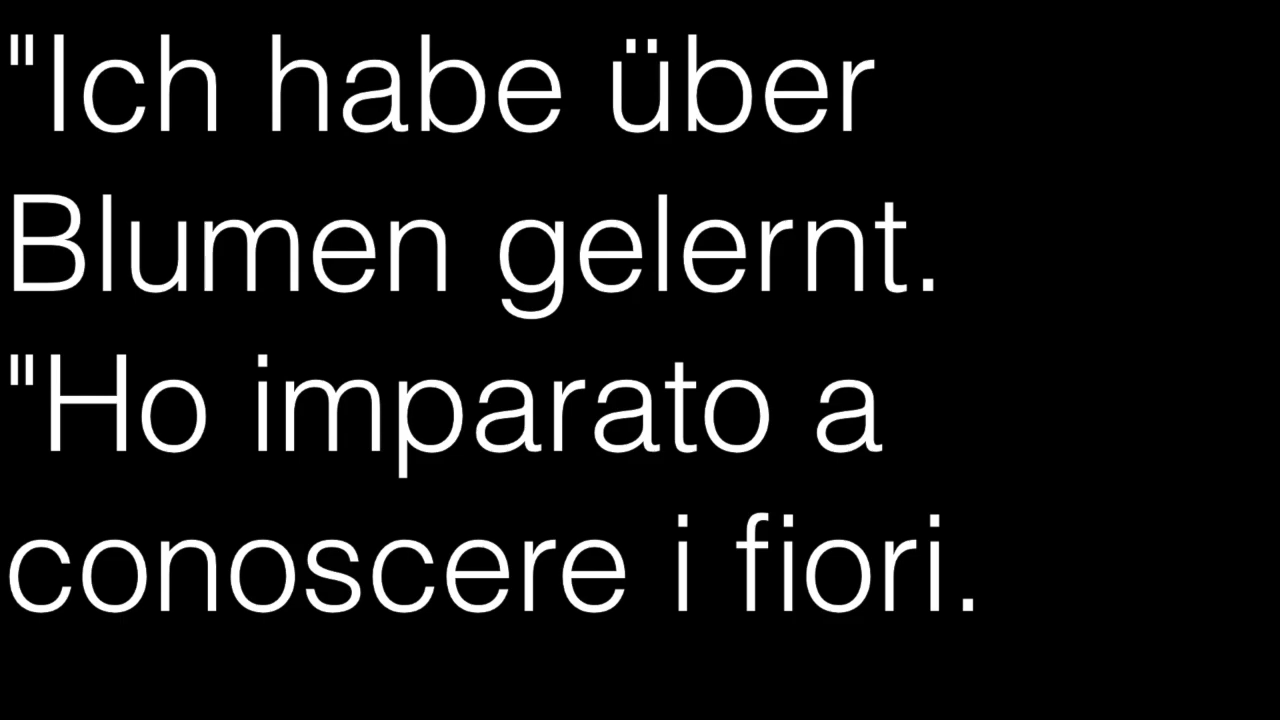 "Ich habe über
Blumen gelernt.
"Ho imparato a
conoscere i fiori.